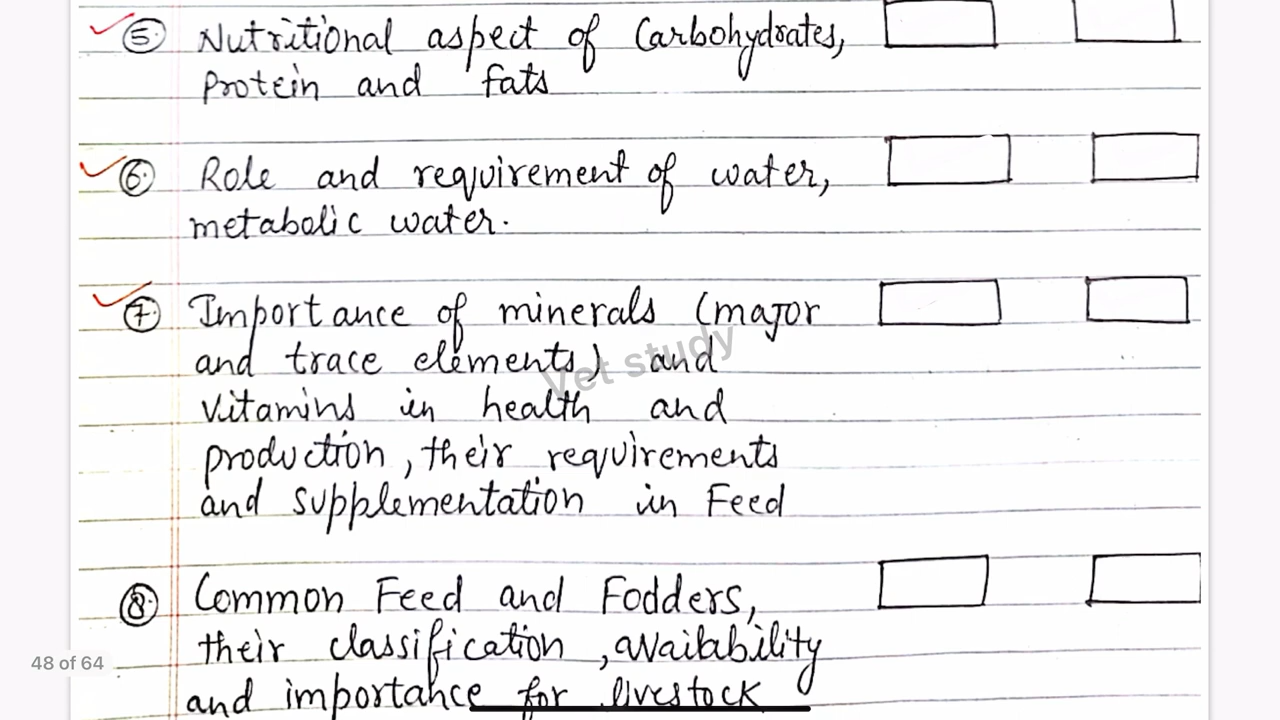 5. Nutritional aspect of Carbohydrates,
protein and fats
6. Role and requirement of water,
metabolic water.
7. Importance of minerals (major
and trace elements) and
vitamins in health and
production, their requirements
and supplementation in Feed
8. Common Feed and Fodders,
their classification, availability
and importance for livestock
Vet study
48 of 64